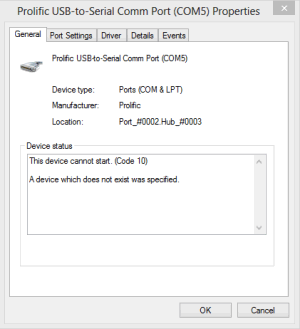 Prolific USB-to-Serial Comm Port (COM5) Properties
General Port Settings Driver Details Events
Prolific USB-to-Serial Comm Port (COM5)
Device type: Ports (COM & LPT)
Manufacturer: Prolific
Location: Port_#0002.Hub_#0003
Device status
This device cannot start. (Code 10)
A device which does not exist was specified.
OK Cancel